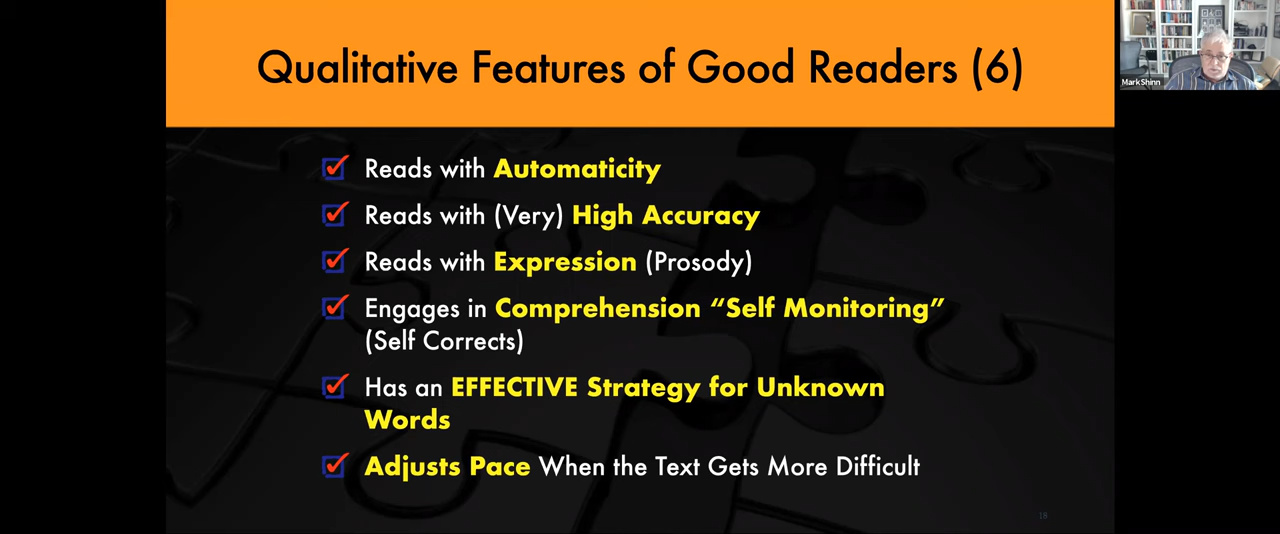 Qualitative Features of Good Readers (6)
Mark Shinn
Reads with Automaticity
Reads with (Very) High Accuracy
Reads with Expression (Prosody)
Engages in Comprehension “Self Monitoring”
(Self Corrects)
Has an EFFECTIVE Strategy for Unknown
Words
Adjusts Pace When the Text Gets More Difficult
18